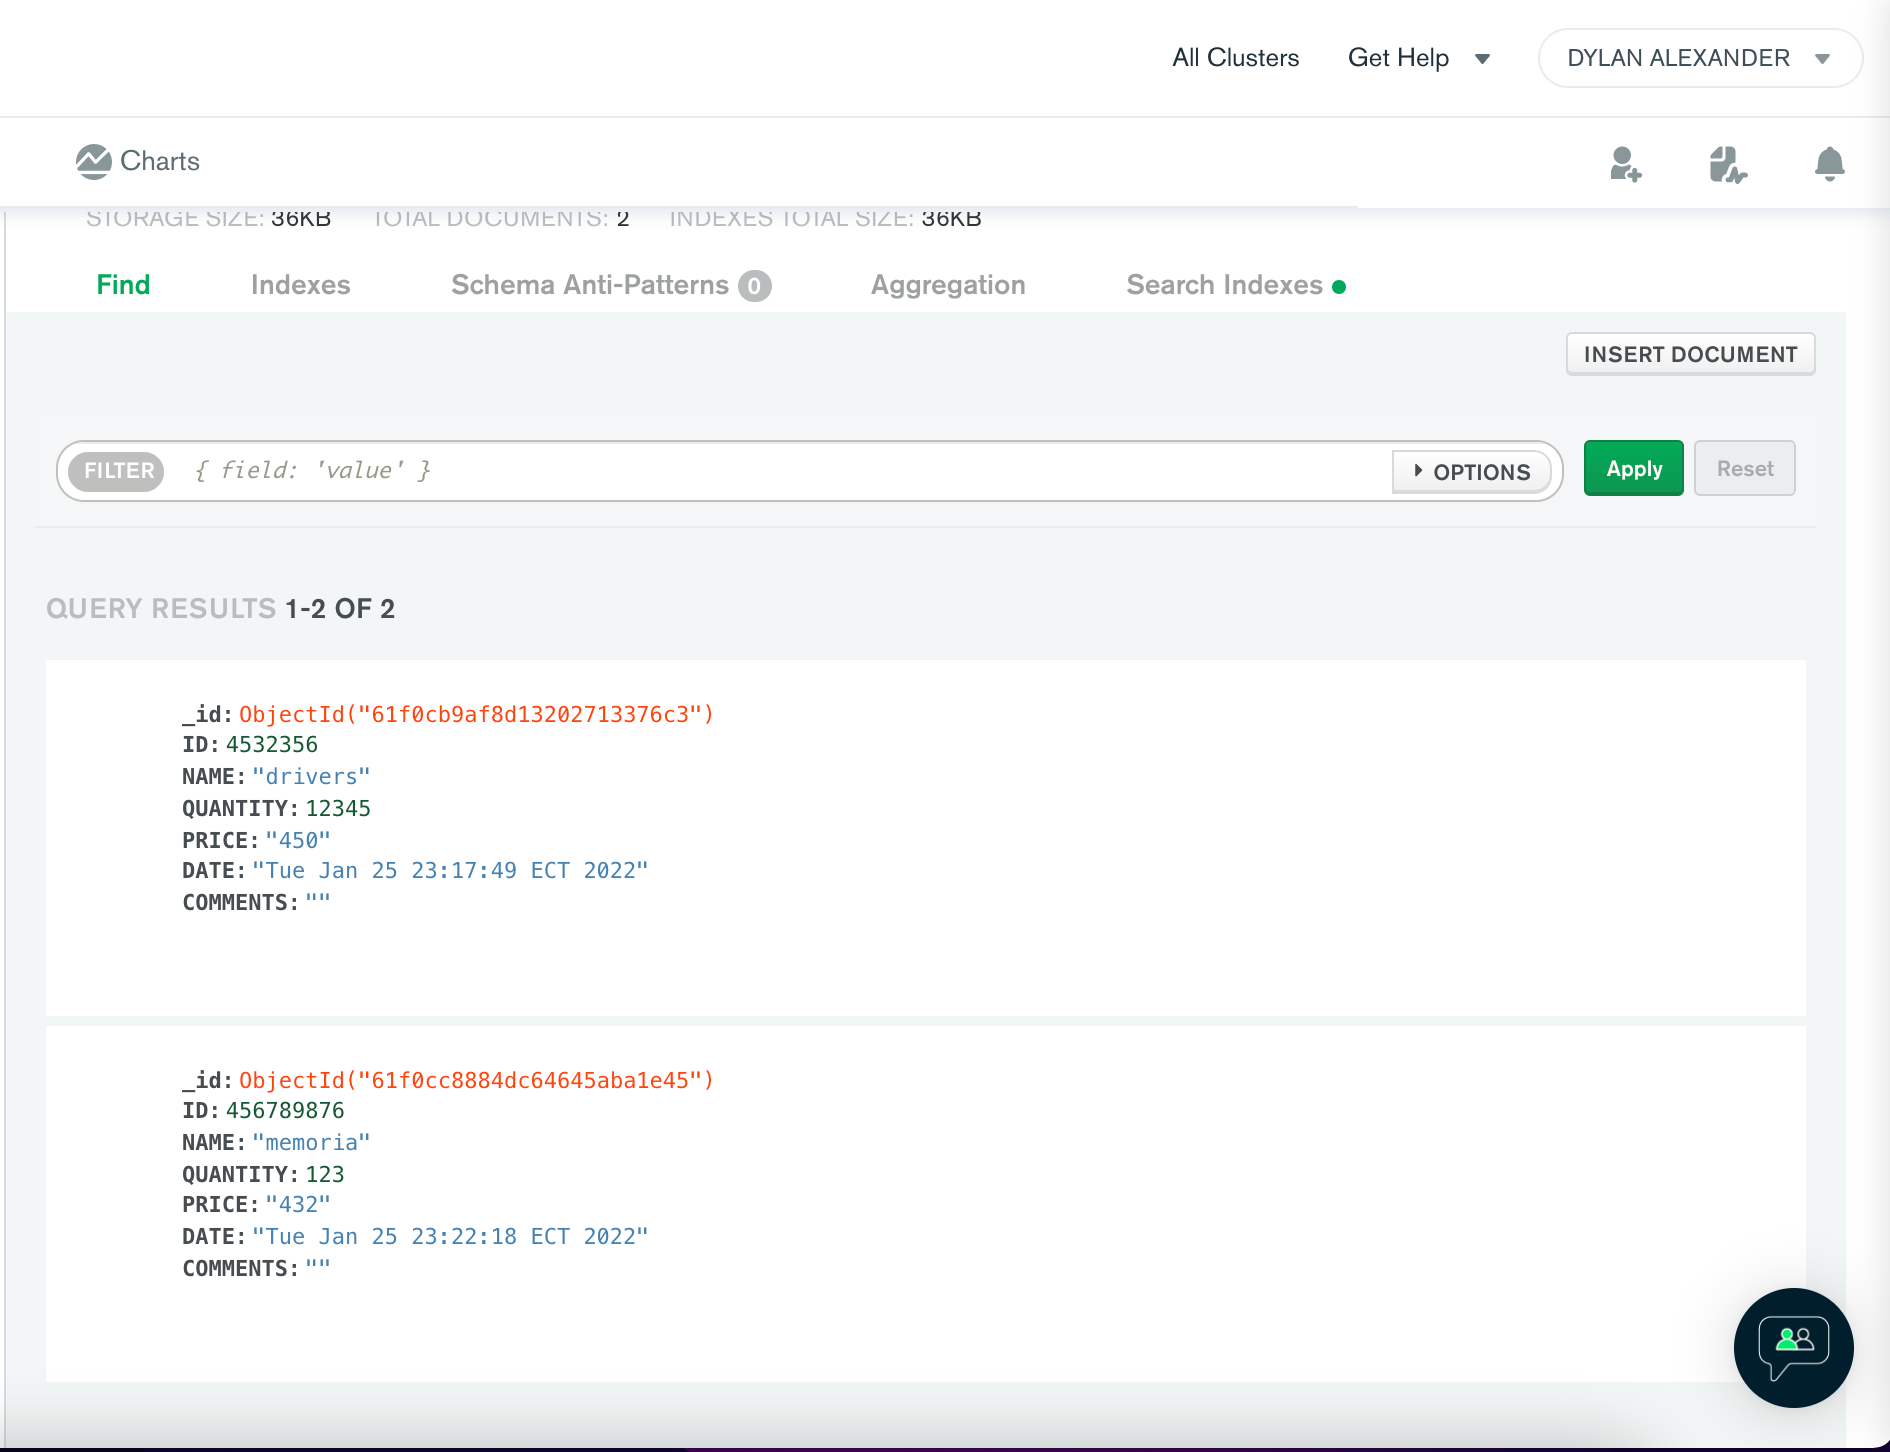 All Clusters Get Help DYLAN ALEXANDER
Charts
STORAGE SIZE: 36KB TOTAL DOCUMENTS: 2 INDEXES TOTAL SIZE: 36KB
Find Indexes Schema Anti-Patterns 0 Aggregation Search Indexes
INSERT DOCUMENT
FILTER { field: 'value' } OPTIONS Apply Reset
QUERY RESULTS 1-2 OF 2
_id: ObjectId("61f0cb9af8d13202713376c3")
ID: 4532356
NAME: "drivers"
QUANTITY: 12345
PRICE: "450"
DATE: "Tue Jan 25 23:17:49 ECT 2022"
COMMENTS: ""
_id: ObjectId("61f0cc8884dc64645aba1e45")
ID: 456789876
NAME: "memoria"
QUANTITY: 123
PRICE: "432"
DATE: "Tue Jan 25 23:22:18 ECT 2022"
COMMENTS: ""